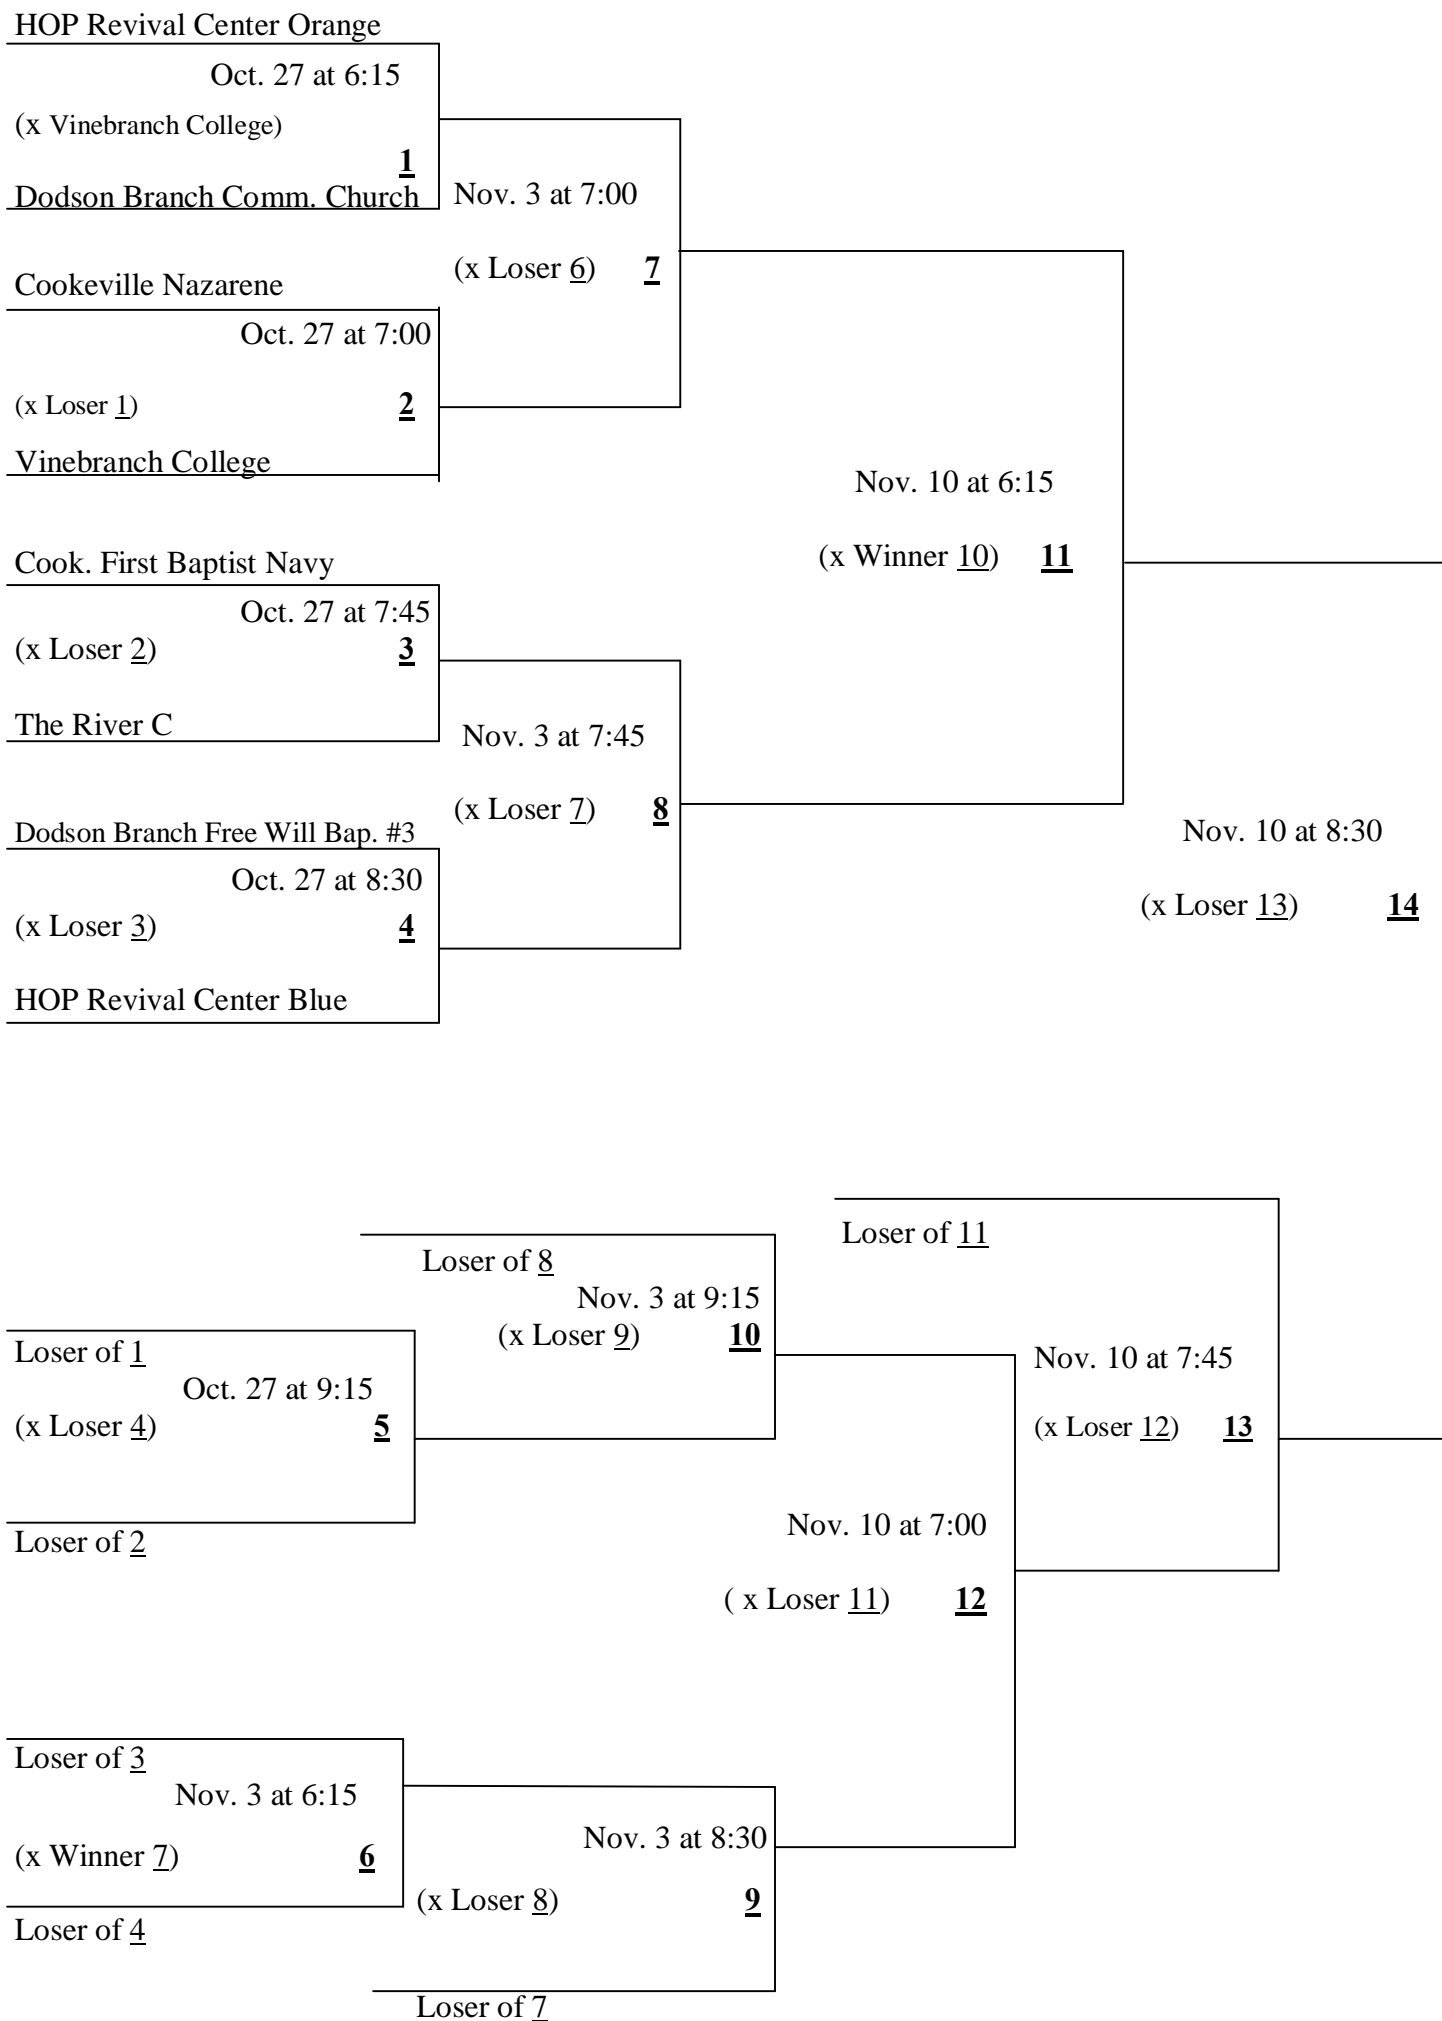 HOP Revival Center Orange
Oct. 27 at 6:15
(x Vinebranch College)
1
Dodson Branch Comm. Church
Nov. 3 at 7:00
(x Loser 6) 7
Cookeville Nazarene
Oct. 27 at 7:00
(x Loser 1) 2
Vinebranch College
Nov. 10 at 6:15
(x Winner 10) 11
Cook. First Baptist Navy
Oct. 27 at 7:45
(x Loser 2) 3
The River C
Nov. 3 at 7:45
(x Loser 7) 8
Dodson Branch Free Will Bap. #3
Oct. 27 at 8:30
(x Loser 3) 4
HOP Revival Center Blue
Nov. 10 at 8:30
(x Loser 13) 14
Loser of 11
Loser of 8
Nov. 3 at 9:15
(x Loser 9) 10
Loser of 1
Oct. 27 at 9:15
(x Loser 4) 5
Loser of 2
Nov. 10 at 7:45
(x Loser 12) 13
Nov. 10 at 7:00
( x Loser 11) 12
Loser of 3
Nov. 3 at 6:15
(x Winner 7) 6
Loser of 4
Nov. 3 at 8:30
(x Loser 8) 9
Loser of 7